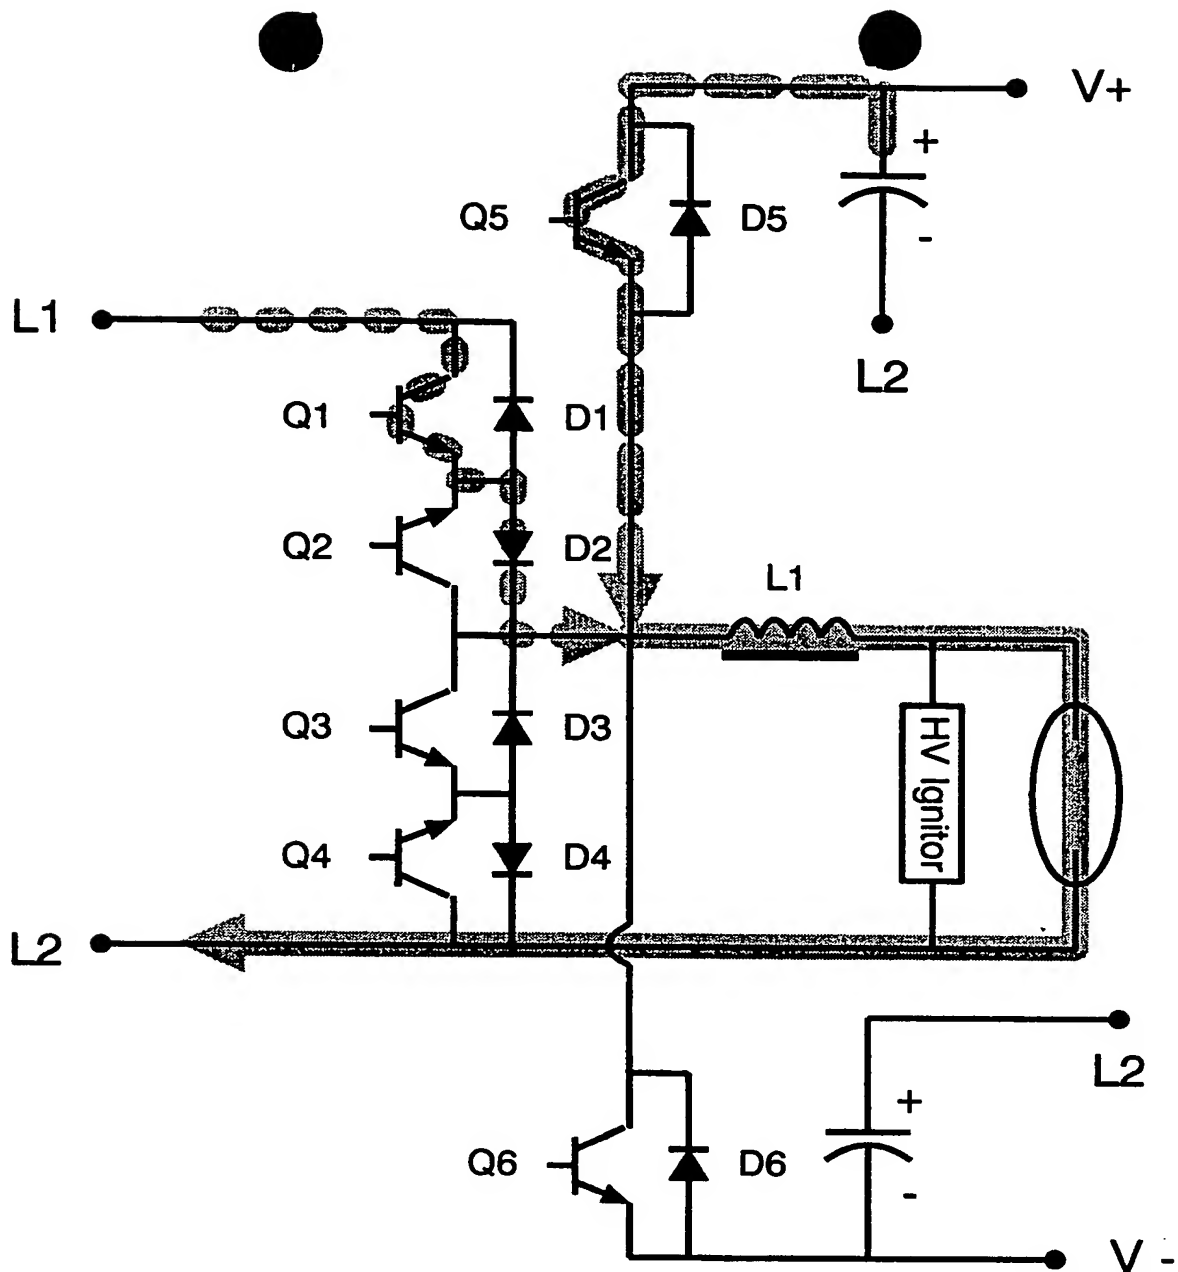 V+
+
Q5
D5
-
L1
L2
Q1
D1
Q2
D2
L1
Q3
D3
HV Ignitor
Q4
D4
L2
L2
+
Q6
D6
-
V -